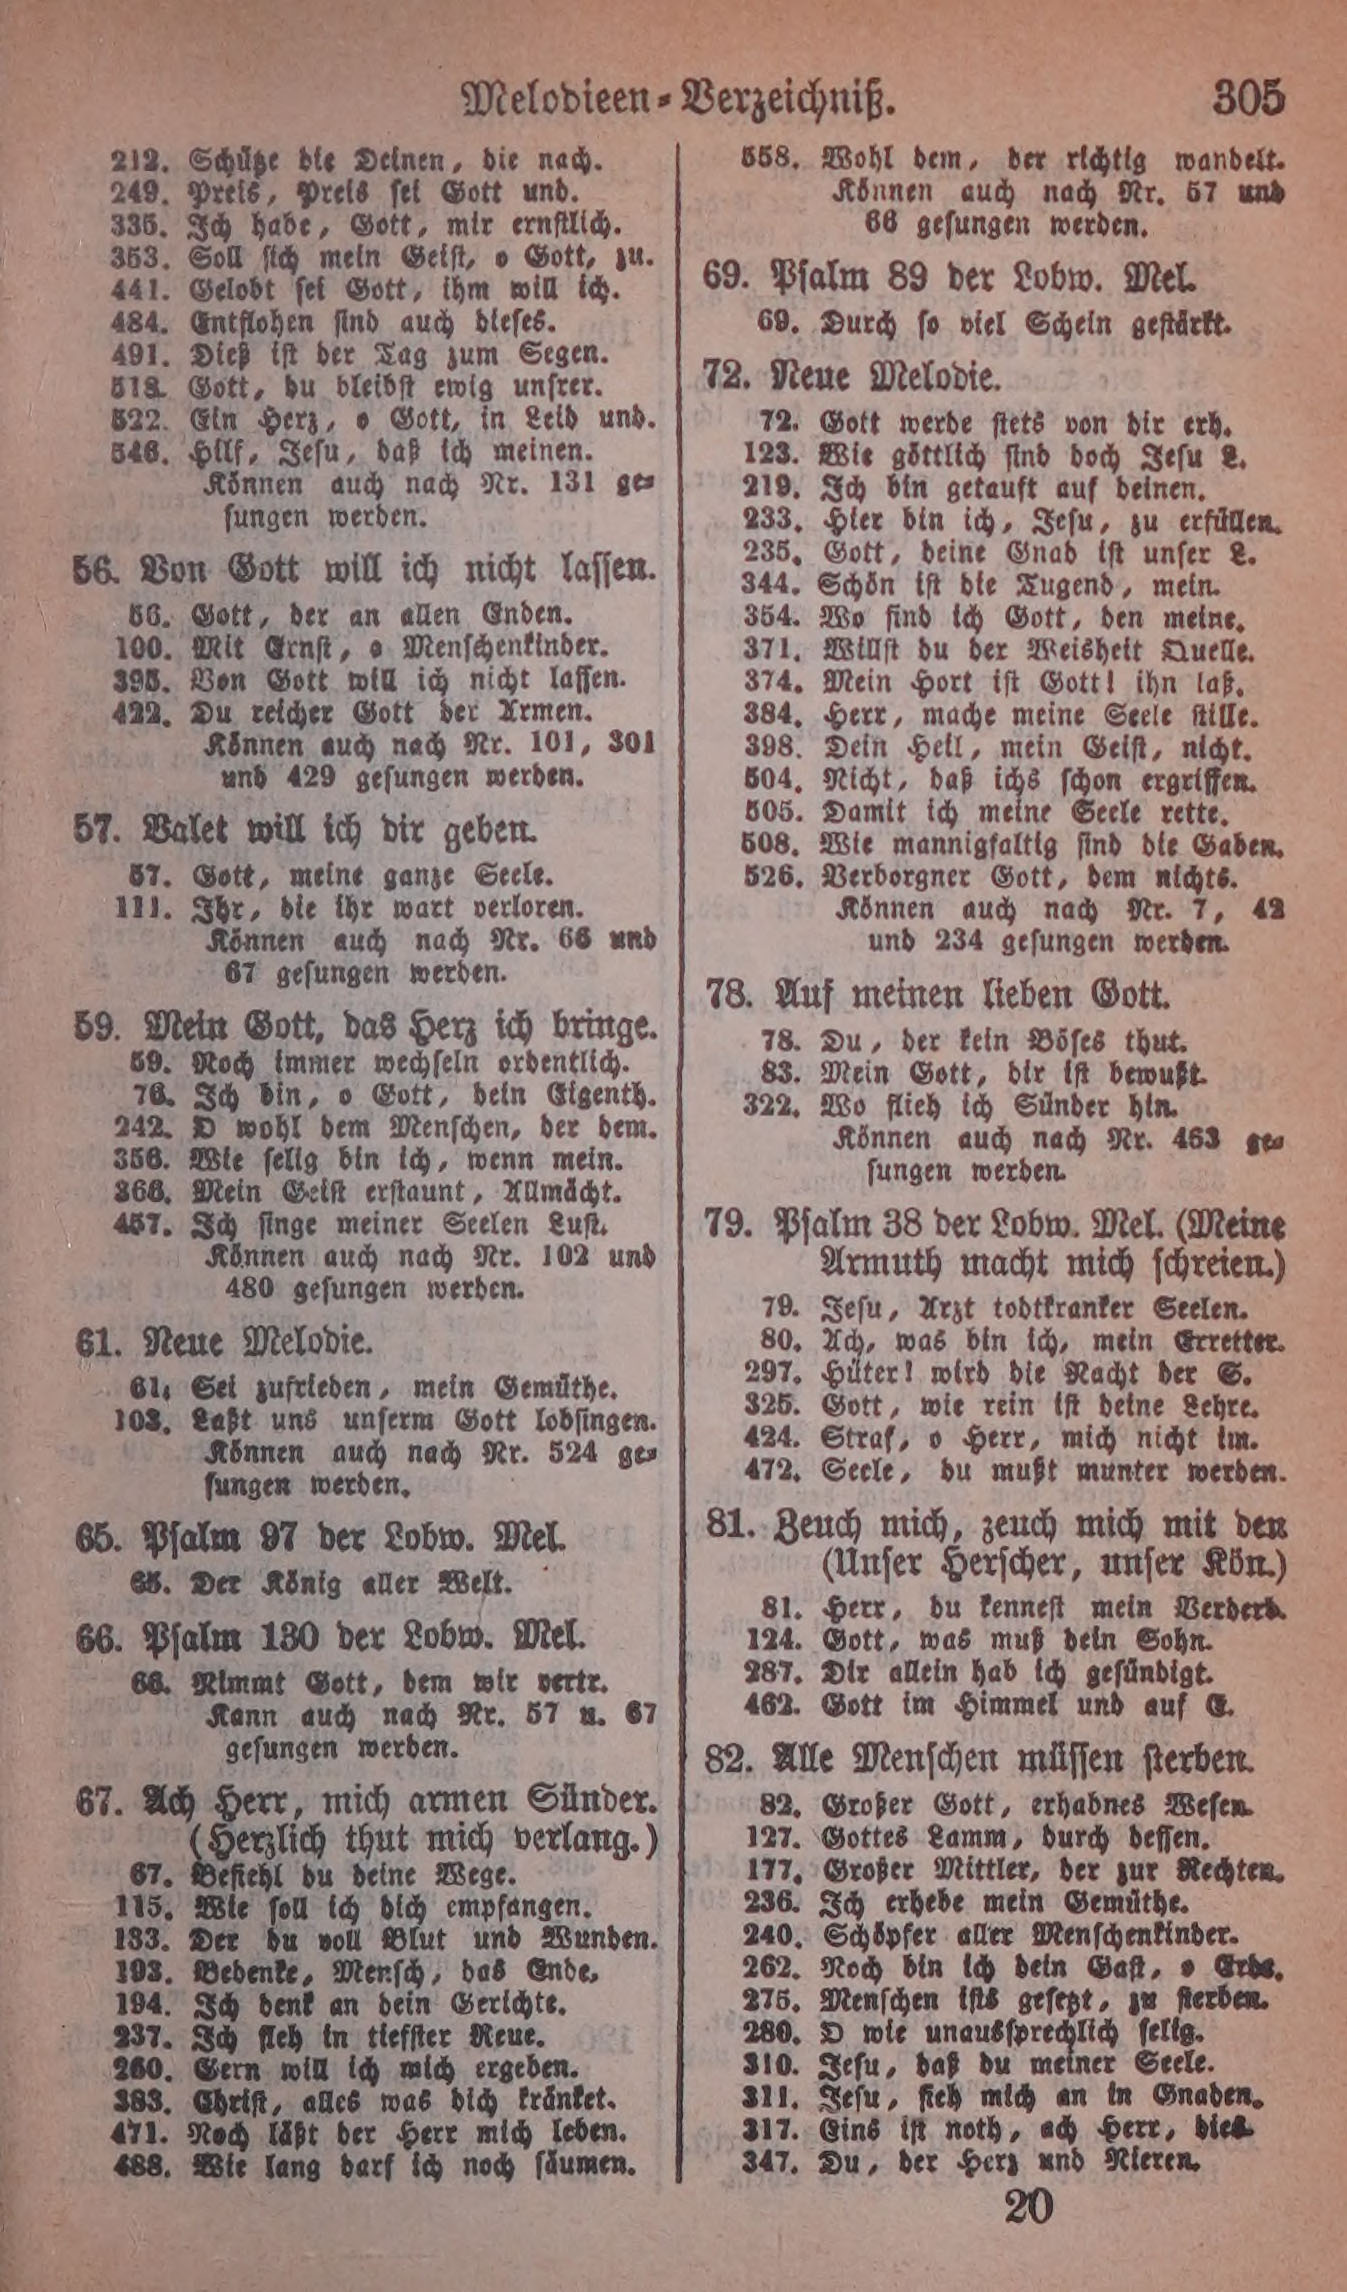 Melodieen-Verzeichniß.
305
212. Schütze die Deinen, die nach.
249. Preis, Preis sei Gott und.
335. Ich habe, Gott, mir ernstlich.
353. Soll sich mein Geist, o Gott, zu.
441. Gelobt sei Gott, ihm will ich.
484. Entflohen sind auch dieses.
491. Dieß ist der Tag zum Segen.
518. Gott, du bleibst ewig unsrer.
522. Ein Herz, o Gott, in Leid und.
546. Hilf, Jesu, daß ich meinen.
Können auch nach Nr. 131 ge-
sungen werden.
56. Von Gott will ich nicht lassen.
56. Gott, der an allen Enden.
100. Mit Ernst, o Menschenkinder.
395. Von Gott will ich nicht lassen.
422. Du reicher Gott der Armen.
Können auch nach Nr. 101, 301
und 429 gesungen werden.
57. Valet will ich dir geben.
57. Gott, meine ganze Seele.
111. Ihr, die ihr wart verloren.
Können auch nach Nr. 66 und
67 gesungen werden.
59. Mein Gott, das Herz ich bringe.
59. Noch immer wechseln ordentlich.
76. Ich bin, o Gott, dein Eigenth.
242. O wohl dem Menschen, der dem.
356. Wie selig bin ich, wenn mein.
366. Mein Geist erstaunt, Allmächt.
457. Ich singe meiner Seelen Lust.
Können auch nach Nr. 102 und
480 gesungen werden.
61. Neue Melodie.
61. Sei zufrieden, mein Gemüthe.
103. Laßt uns unserm Gott lobsingen.
Können auch nach Nr. 524 ge-
sungen werden.
65. Psalm 97 der Lobw. Mel.
65. Der König aller Welt.
66. Psalm 130 der Lobw. Mel.
66. Nimmt Gott, dem wir vertr.
Kann auch nach Nr. 57 u. 67
gesungen werden.
67. Ach Herr, mich armen Sünder.
(Herzlich thut mich verlang.)
67. Befiehl du deine Wege.
115. Wie soll ich dich empfangen.
133. Der du voll Blut und Wunden.
193. Bedenke, Mensch, das Ende.
194. Ich denk an dein Gerichte.
237. Ich fleh in tiefster Reue.
260. Gern will ich mich ergeben.
383. Christ, alles was dich kränket.
471. Noch läßt der Herr mich leben.
488. Wie lang darf ich noch säumen.
558. Wohl dem, der richtig wandelt.
Können auch nach Nr. 57 und
66 gesungen werden.
69. Psalm 89 der Lobw. Mel.
69. Durch so viel Schein gestärkt.
72. Neue Melodie.
72. Gott werde stets von dir erh.
123. Wie göttlich sind doch Jesu L.
219. Ich bin getauft auf deinen.
233. Hier bin ich, Jesu, zu erfüllen.
235. Gott, deine Gnad ist unser L.
344. Schön ist die Tugend, mein.
354. Wo find ich Gott, den meine.
371. Willst du der Weisheit Quelle.
374. Mein Hort ist Gott! ihn laß.
384. Herr, mache meine Seele stille.
398. Dein Heil, mein Geist, nicht.
504. Nicht, daß ichs schon ergriffen.
505. Damit ich meine Seele rette.
508. Wie mannigfaltig sind die Gaben.
526. Verborgner Gott, dem nichts.
Können auch nach Nr. 7, 42
und 234 gesungen werden.
78. Auf meinen lieben Gott.
78. Du, der kein Böses thut.
83. Mein Gott, dir ist bewußt.
322. Wo flieh ich Sünder hin.
Können auch nach Nr. 463 ge-
sungen werden.
79. Psalm 38 der Lobw. Mel. (Meine
Armuth macht mich schreien.)
79. Jesu, Arzt todtkranker Seelen.
80. Ach, was bin ich, mein Erretter.
297. Hüter! wird die Nacht der S.
325. Gott, wie rein ist deine Lehre.
424. Straf, o Herr, mich nicht im.
472. Seele, du mußt munter werden.
81. Zeuch mich, zeuch mich mit den
(Unser Herscher, unser Kön.)
81. Herr, du kennest mein Verderb.
124. Gott, was muß dein Sohn.
287. Dir allein hab ich gesündigt.
462. Gott im Himmel und auf E.
82. Alle Menschen müssen sterben.
82. Großer Gott, erhabnes Wesen.
127. Gottes Lamm, durch dessen.
177. Großer Mittler, der zur Rechten.
236. Ich erhebe mein Gemüthe.
240. Schöpfer aller Menschenkinder.
262. Noch bin ich dein Gast, o Erde.
275. Menschen ists gesetzt, zu sterben.
280. O wie unaussprechlich selig.
310. Jesu, daß du meiner Seele.
311. Jesu, sieh mich an in Gnaden.
317. Eins ist noth, ach Herr, dies.
347. Du, der Herz und Nieren.
20